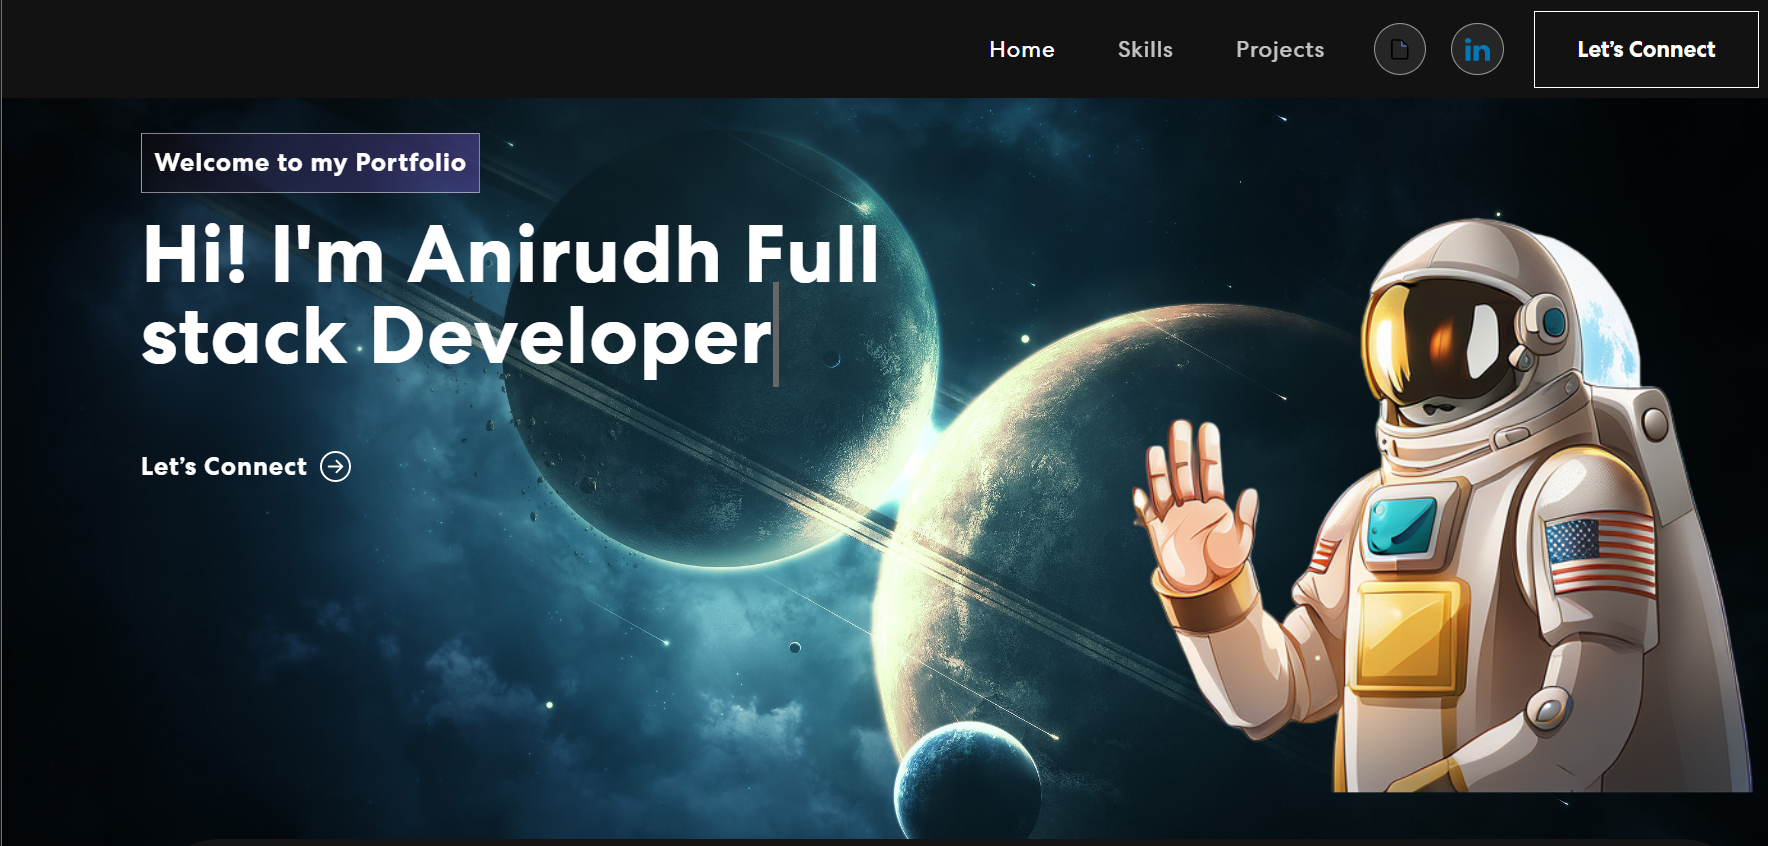 Home Skills Projects in Let’s Connect
Welcome to my Portfolio
Hi! I'm Anirudh Full
stack Developer
Let’s Connect